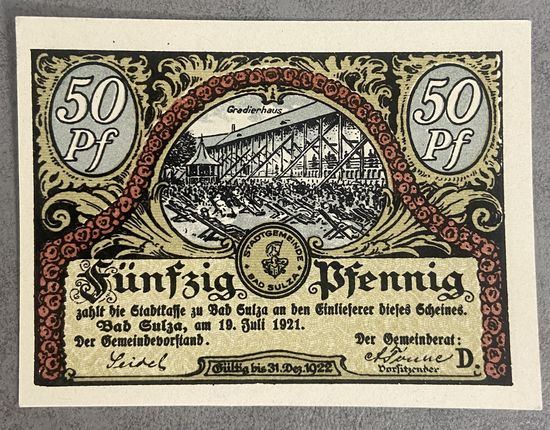 50 Pf
50 Pf
Gradierhaus
STADTGEMEINDE
BAD SULZA
Fünfzig Pfennig
zahlt die Stadtkasse zu Bad Sulza an den Einlieferer dieses Scheines.
Bad Sulza, am 19. Juli 1921.
Der Gemeindevorstand. Der Gemeinderat:
Seidel
Gültig bis 31. Dez. 1922
Vorsitzender
D.